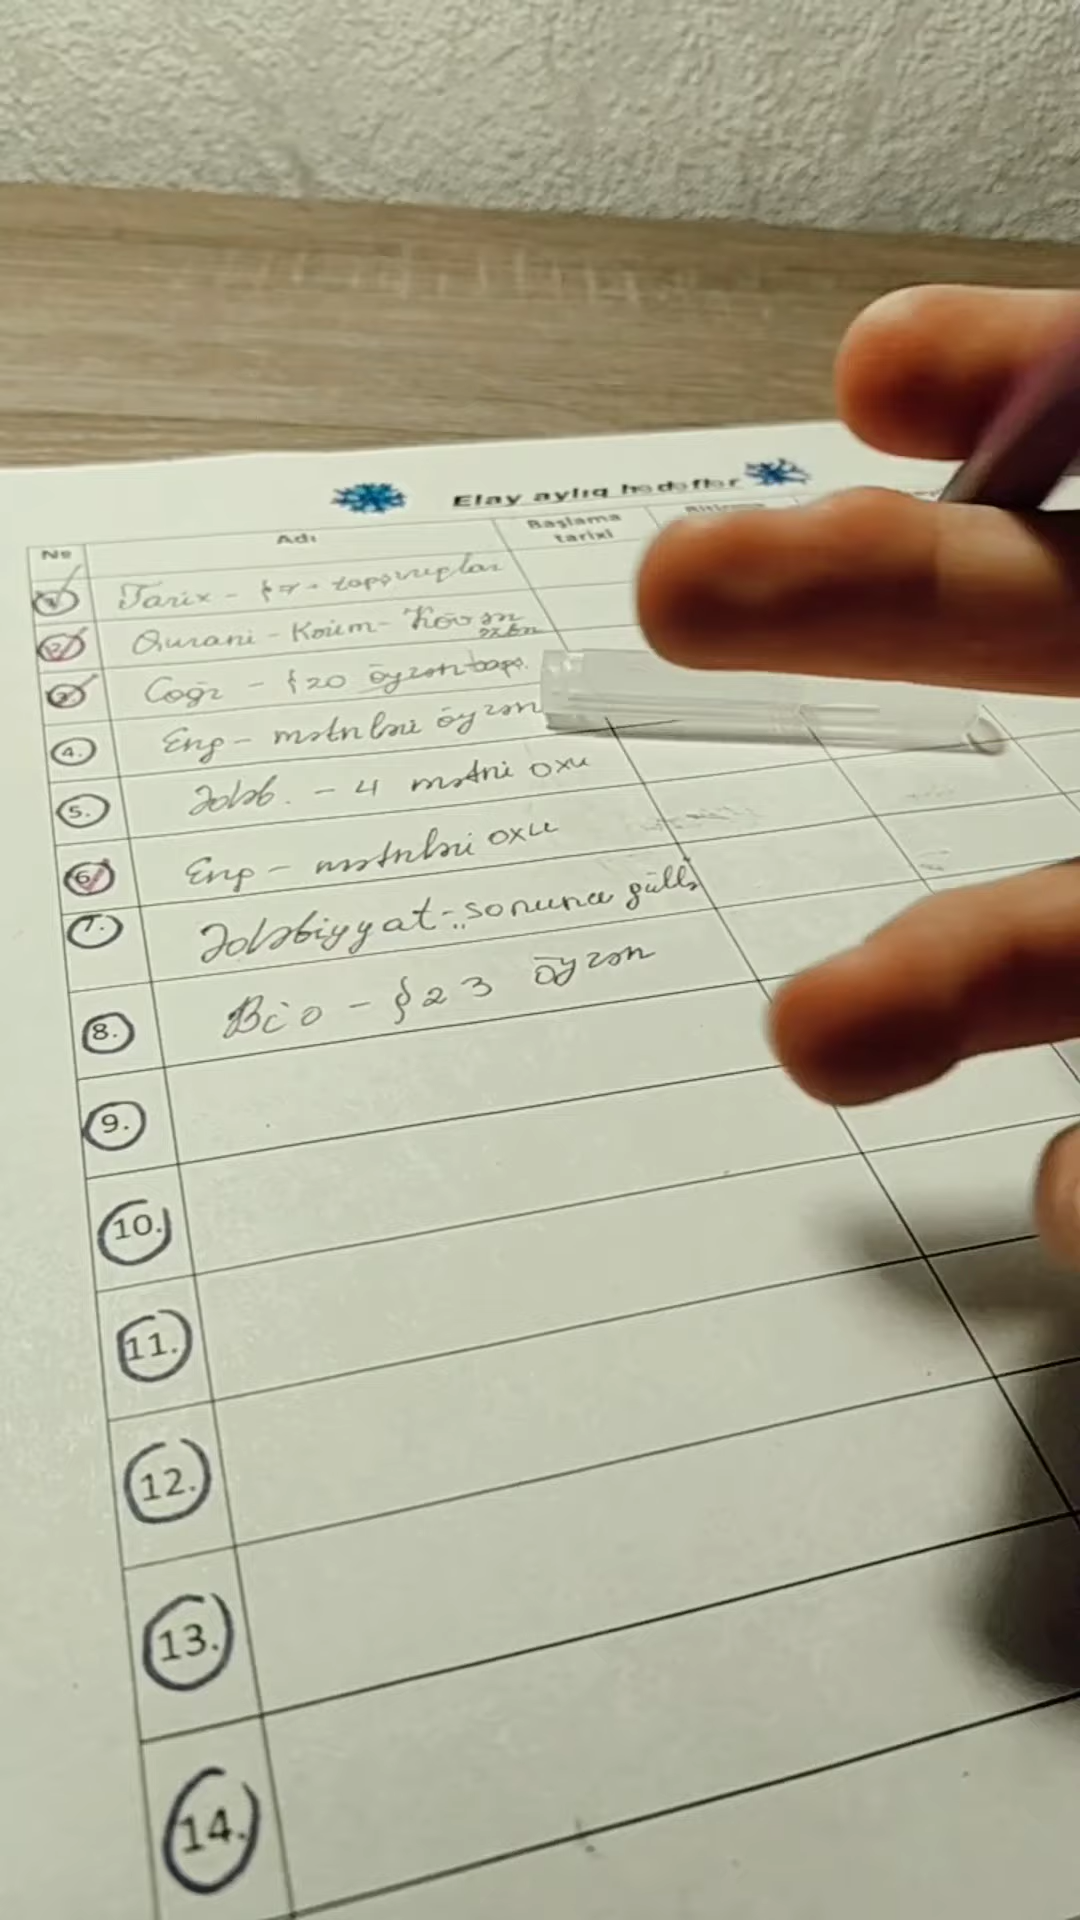 Elay aylıq hədəflər
№ Adı Başlama tarixi
1. Tarix - §7 - tapşırıqlar
2. Qurani - Kərim -
3. Coğr - §20 öyrən tapş.
4. Eng - mətnləri öyrən
5. Ədəb. - 4 mətni oxu
6. Eng - mətnləri oxu
7. Ədəbiyyat - sonuna
8. Bio - §23 öyrən
9.
10.
11.
12.
13.
14.